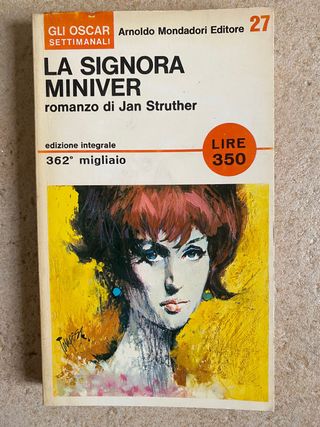 GLI OSCAR
SETTIMANALI
Arnoldo Mondadori Editore 27
LA SIGNORA
MINIVER
romanzo di Jan Struther
edizione integrale
362° migliaio
LIRE
350